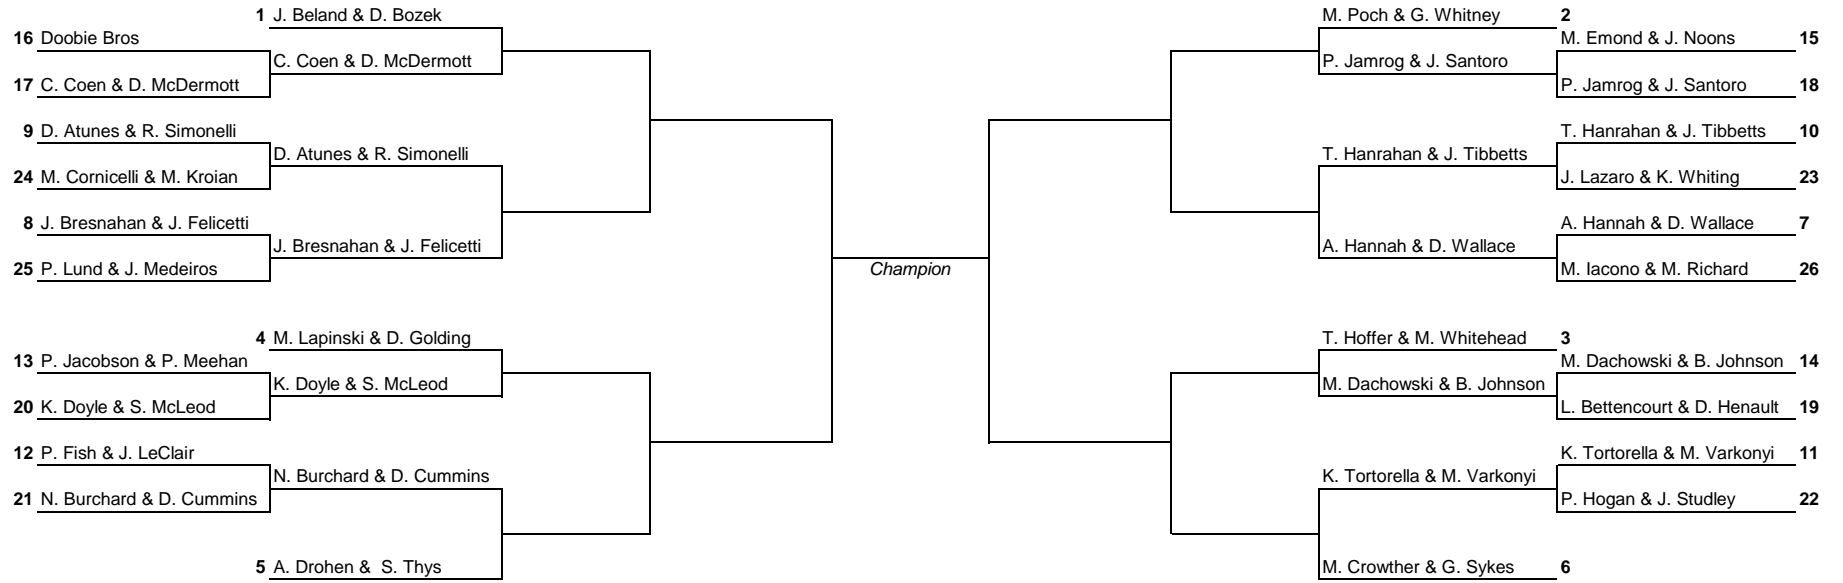 1 J. Beland & D. Bozek
16 Doobie Bros
C. Coen & D. McDermott
17 C. Coen & D. McDermott
9 D. Atunes & R. Simonelli
D. Atunes & R. Simonelli
24 M. Cornicelli & M. Kroian
8 J. Bresnahan & J. Felicetti
J. Bresnahan & J. Felicetti
25 P. Lund & J. Medeiros
4 M. Lapinski & D. Golding
13 P. Jacobson & P. Meehan
K. Doyle & S. McLeod
20 K. Doyle & S. McLeod
12 P. Fish & J. LeClair
N. Burchard & D. Cummins
21 N. Burchard & D. Cummins
5 A. Drohen & S. Thys
Champion
M. Poch & G. Whitney 2
M. Emond & J. Noons 15
P. Jamrog & J. Santoro
P. Jamrog & J. Santoro 18
T. Hanrahan & J. Tibbetts 10
T. Hanrahan & J. Tibbetts
J. Lazaro & K. Whiting 23
A. Hannah & D. Wallace 7
A. Hannah & D. Wallace
M. Iacono & M. Richard 26
T. Hoffer & M. Whitehead 3
M. Dachowski & B. Johnson 14
M. Dachowski & B. Johnson
L. Bettencourt & D. Henault 19
K. Tortorella & M. Varkonyi 11
K. Tortorella & M. Varkonyi
P. Hogan & J. Studley 22
M. Crowther & G. Sykes 6